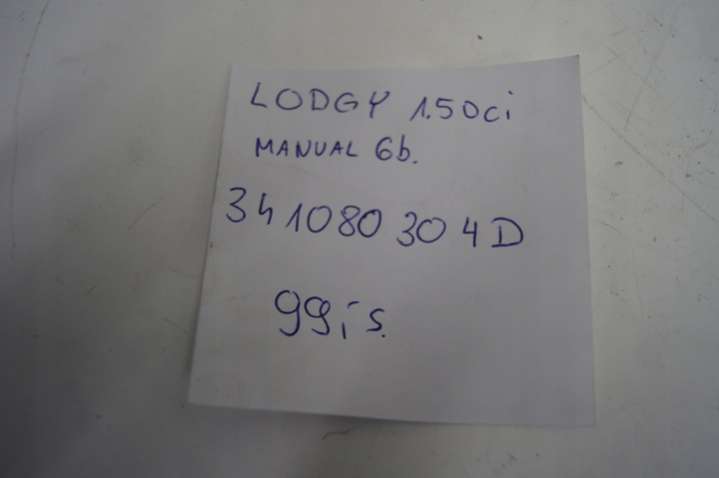 LODGY 1.5DCi
MANUAL 6b.
341080304D
99,- s.